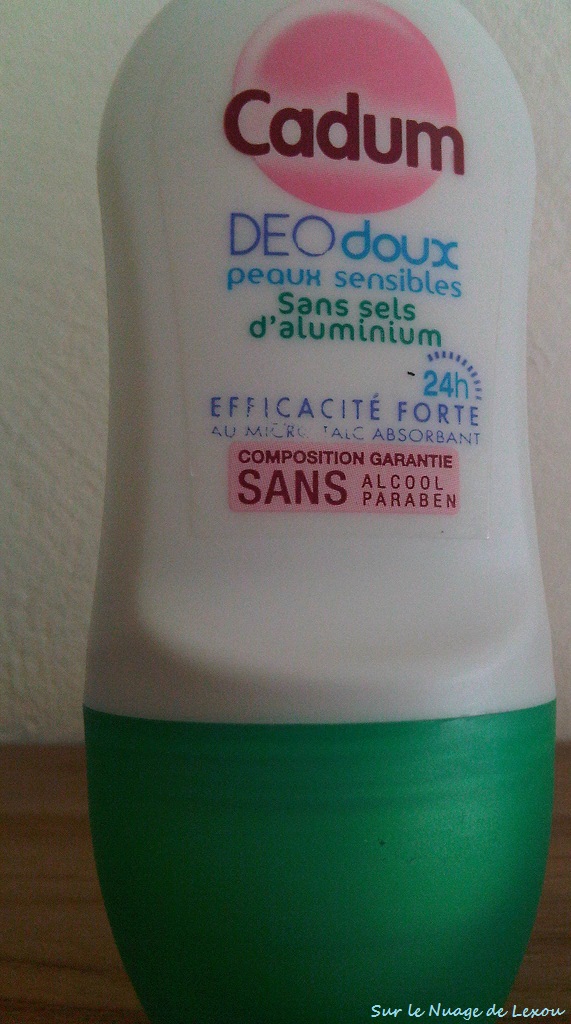 Cadum
DEOdoux
peaux sensibles
Sans sels
d'aluminium
24h
EFFICACITÉ FORTE
AU MICRO TALC ABSORBANT
COMPOSITION GARANTIE
SANS ALCOOL
PARABEN
Sur le Nuage de Lexou